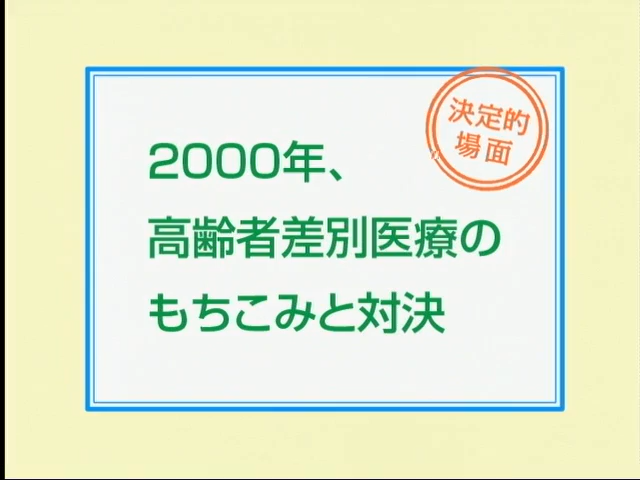 決定的
場面
2000年、
高齢者差別医療の
もちこみと対決